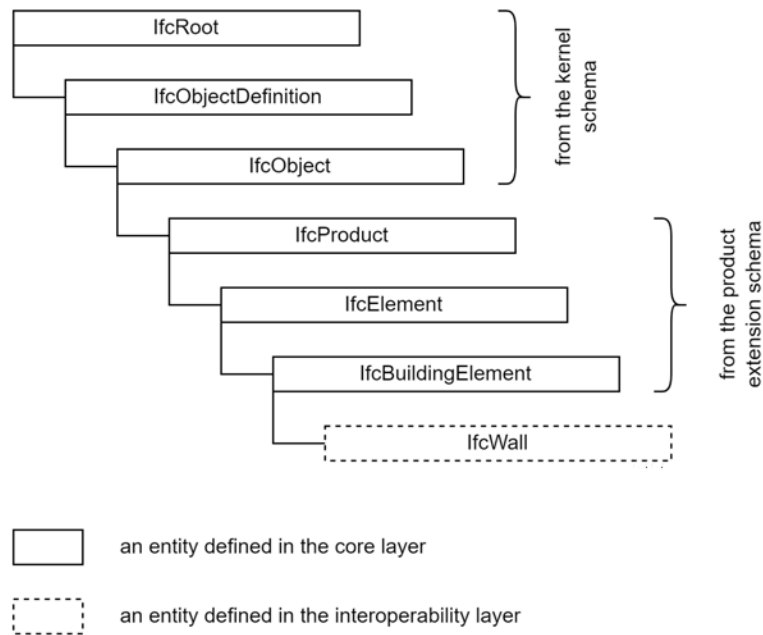 IfcRoot
IfcObjectDefinition
IfcObject
from the kernel
schema
IfcProduct
IfcElement
IfcBuildingElement
from the product
extension schema
IfcWall
an entity defined in the core layer
an entity defined in the interoperability layer